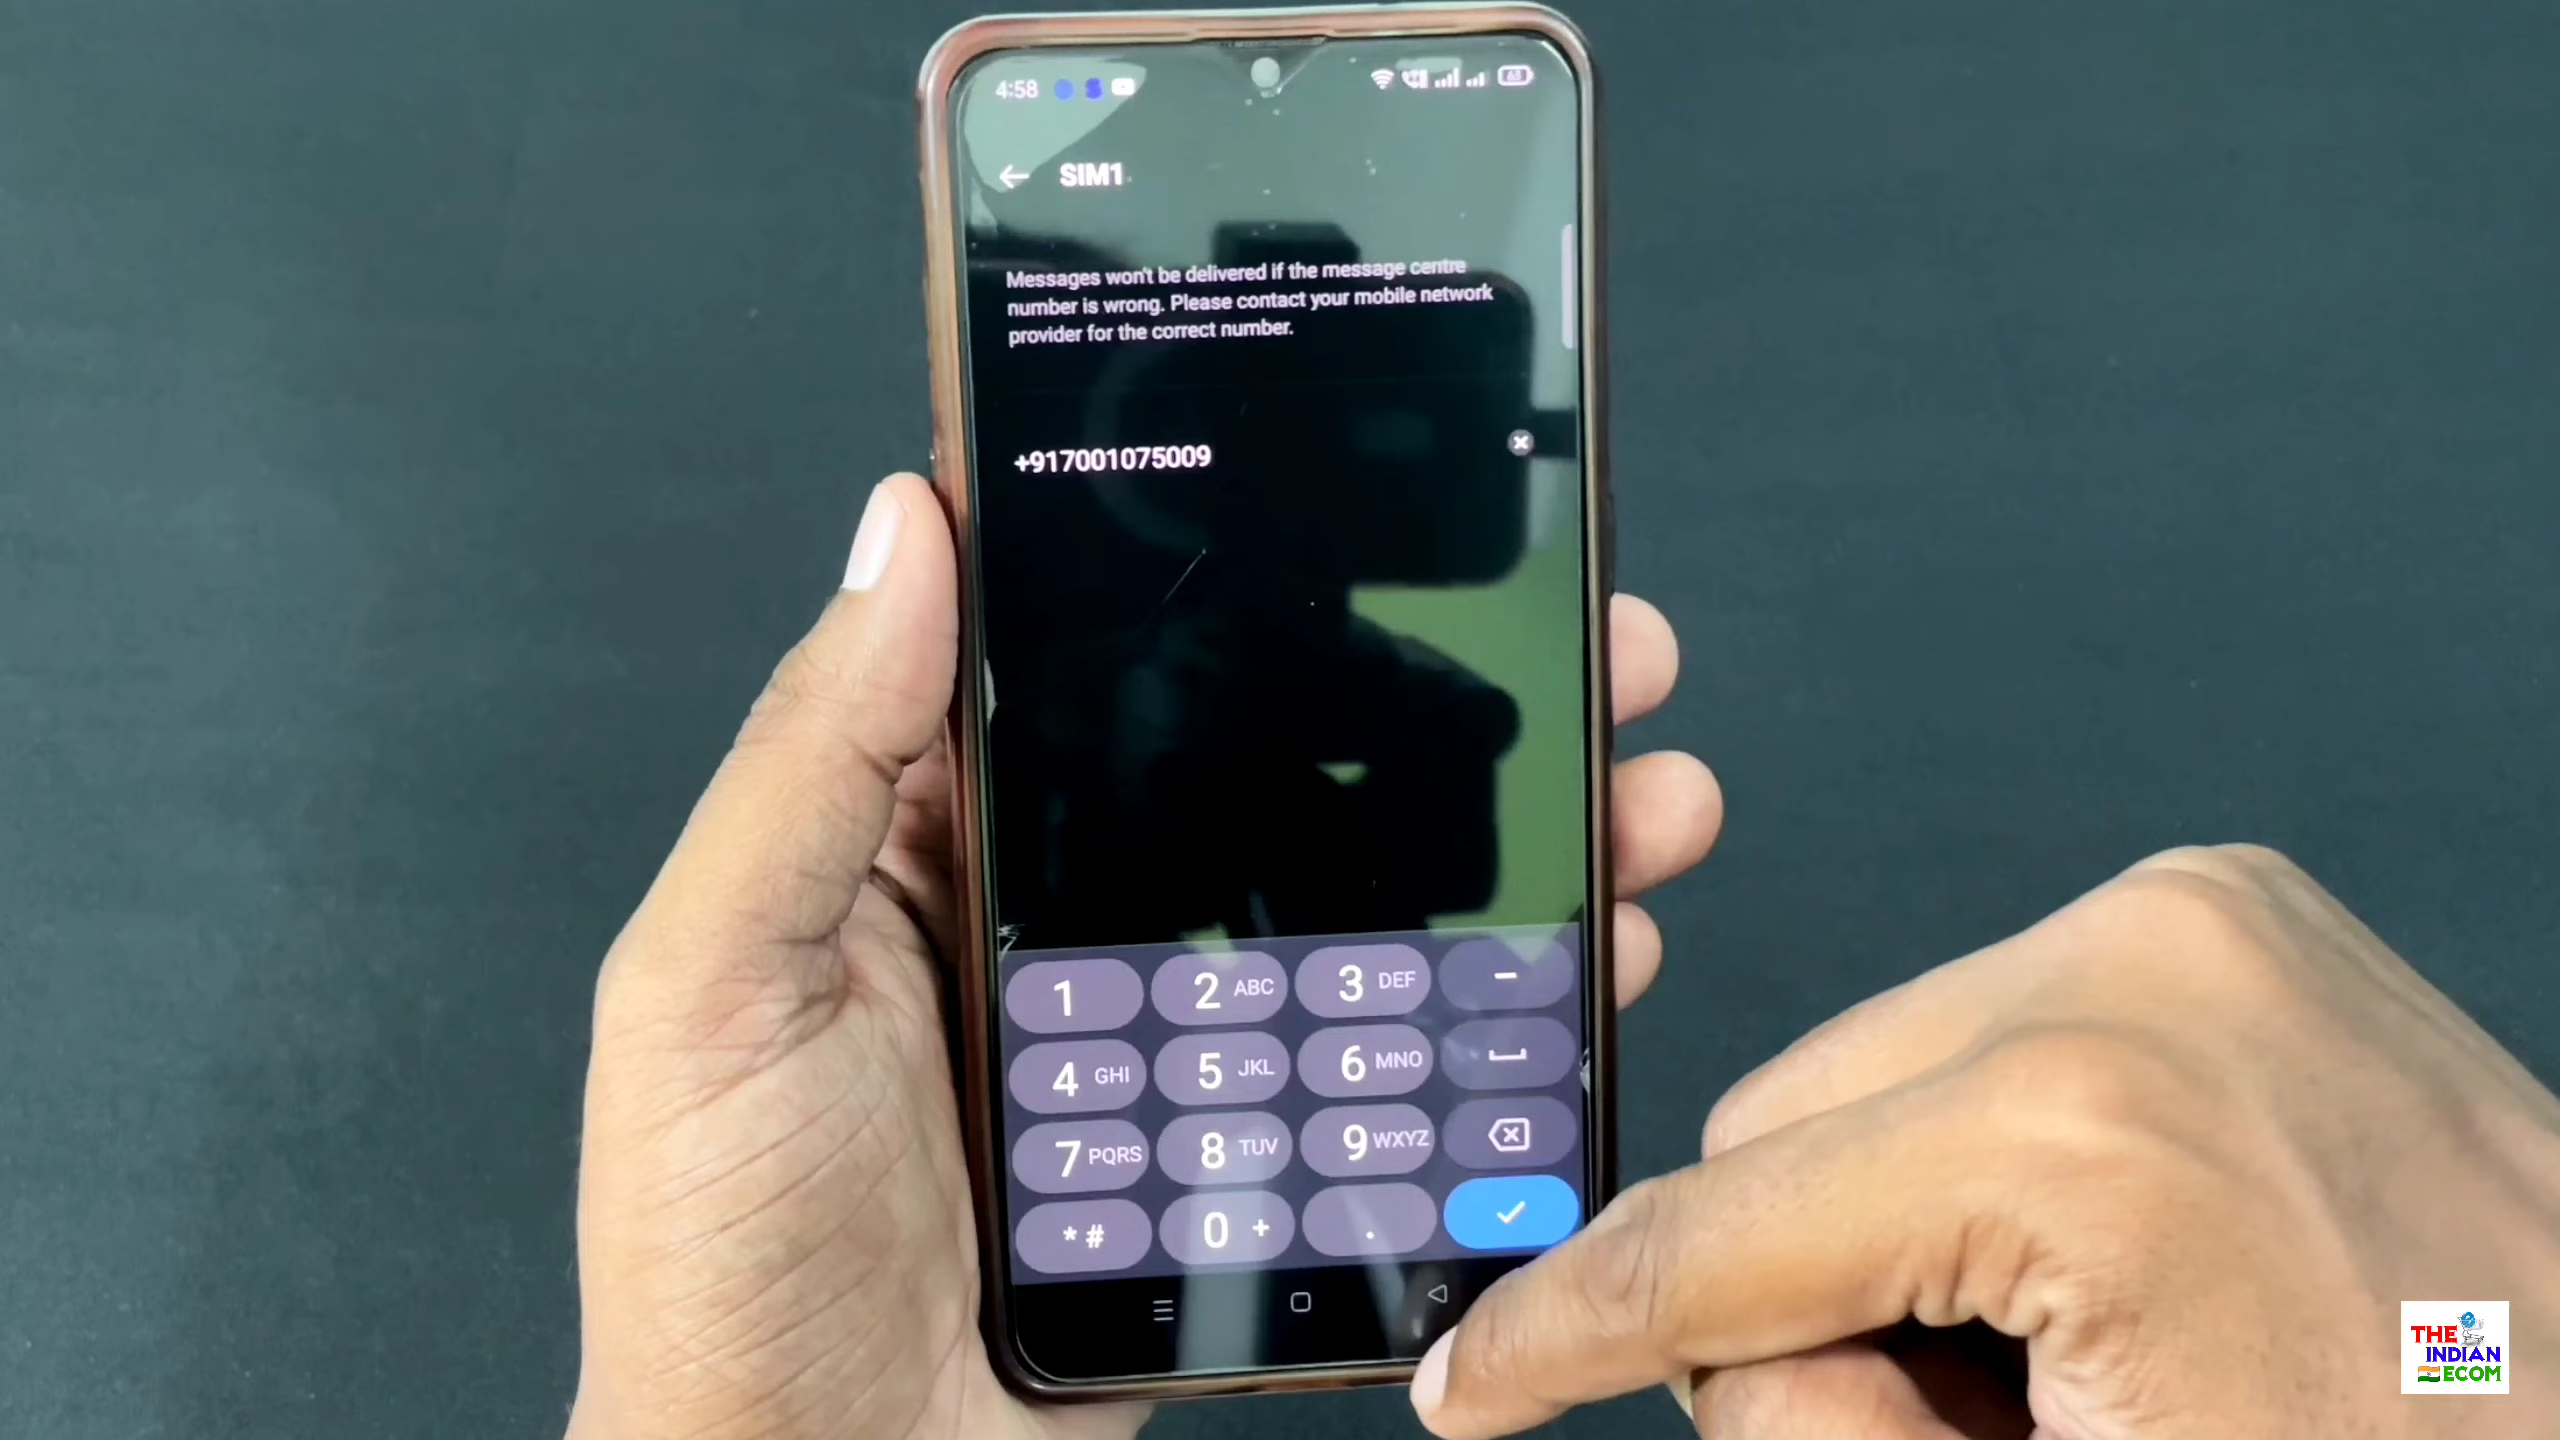 4:58
68
SIM1
Messages won't be delivered if the message centre
number is wrong. Please contact your mobile network
provider for the correct number.
+917001075009
1 2 ABC 3 DEF -
4 GHI 5 JKL 6 MNO
7 PQRS 8 TUV 9 WXYZ
* # 0 + .
THE
INDIAN
ECOM